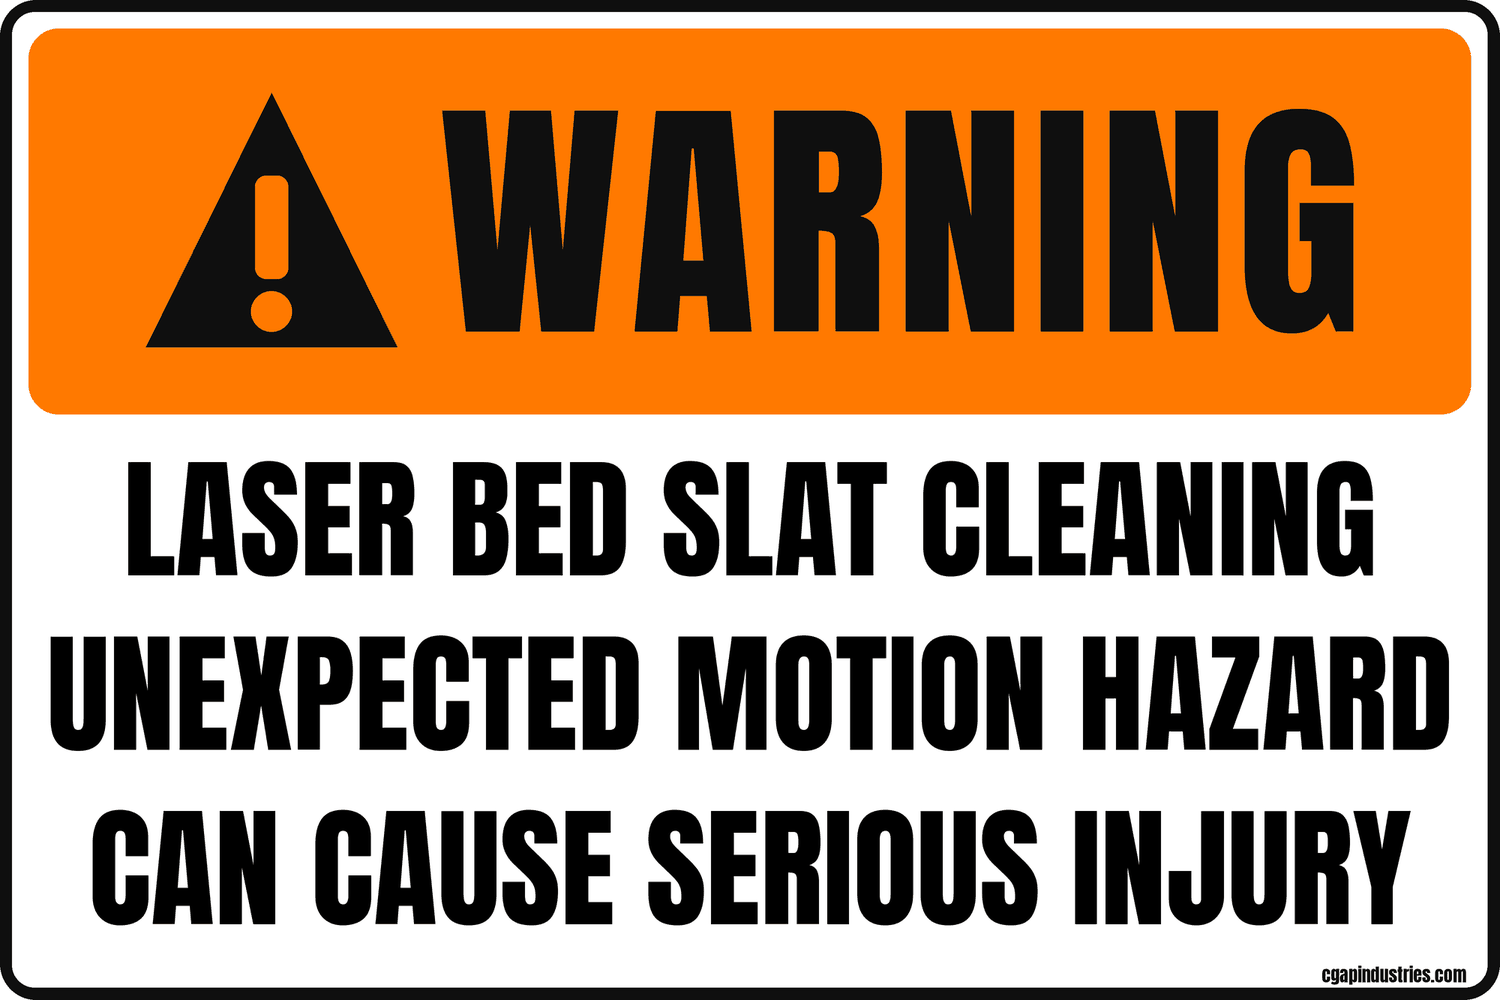 WARNING
LASER BED SLAT CLEANING
UNEXPECTED MOTION HAZARD
CAN CAUSE SERIOUS INJURY
cgapindustries.com